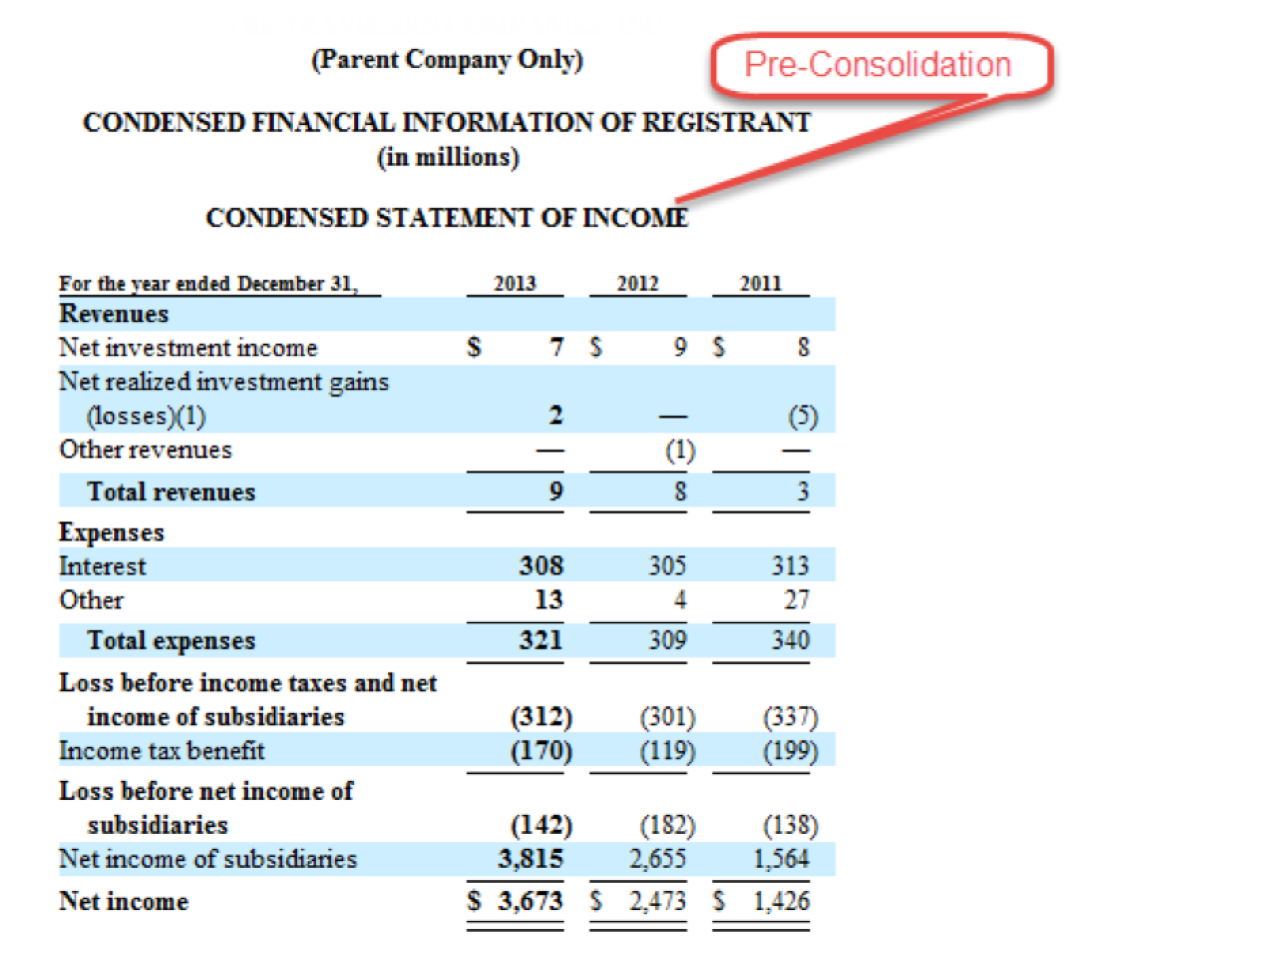 (Parent Company Only)
Pre-Consolidation
CONDENSED FINANCIAL INFORMATION OF REGISTRANT
(in millions)
CONDENSED STATEMENT OF INCOME
For the year ended December 31, 2013 2012 2011
Revenues
Net investment income $ 7 $ 9 $ 8
Net realized investment gains
(losses)(1) 2 — (5)
Other revenues — (1) —
Total revenues 9 8 3
Expenses
Interest 308 305 313
Other 13 4 27
Total expenses 321 309 340
Loss before income taxes and net
income of subsidiaries (312) (301) (337)
Income tax benefit (170) (119) (199)
Loss before net income of
subsidiaries (142) (182) (138)
Net income of subsidiaries 3,815 2,655 1,564
Net income $ 3,673 $ 2,473 $ 1,426